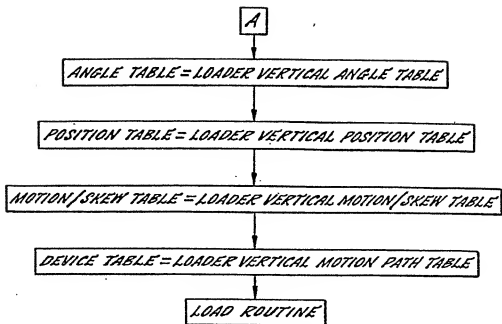 A
ANGLE TABLE = LOADER VERTICAL ANGLE TABLE
POSITION TABLE = LOADER VERTICAL POSITION TABLE
MOTION/SKEW TABLE = LOADER VERTICAL MOTION/SKEW TABLE
DEVICE TABLE = LOADER VERTICAL MOTION PATH TABLE
LOAD ROUTINE